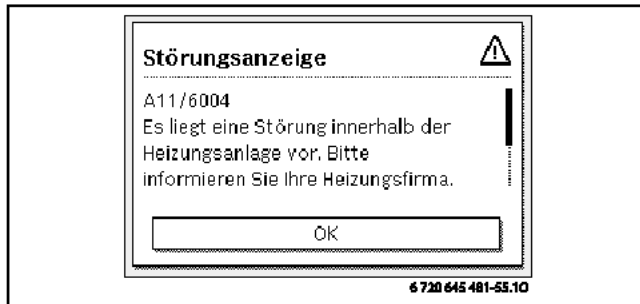 Störungsanzeige
A11/6004
Es liegt eine Störung innerhalb der
Heizungsanlage vor. Bitte
informieren Sie Ihre Heizungsfirma.
OK
6 720 645 481-55.1O